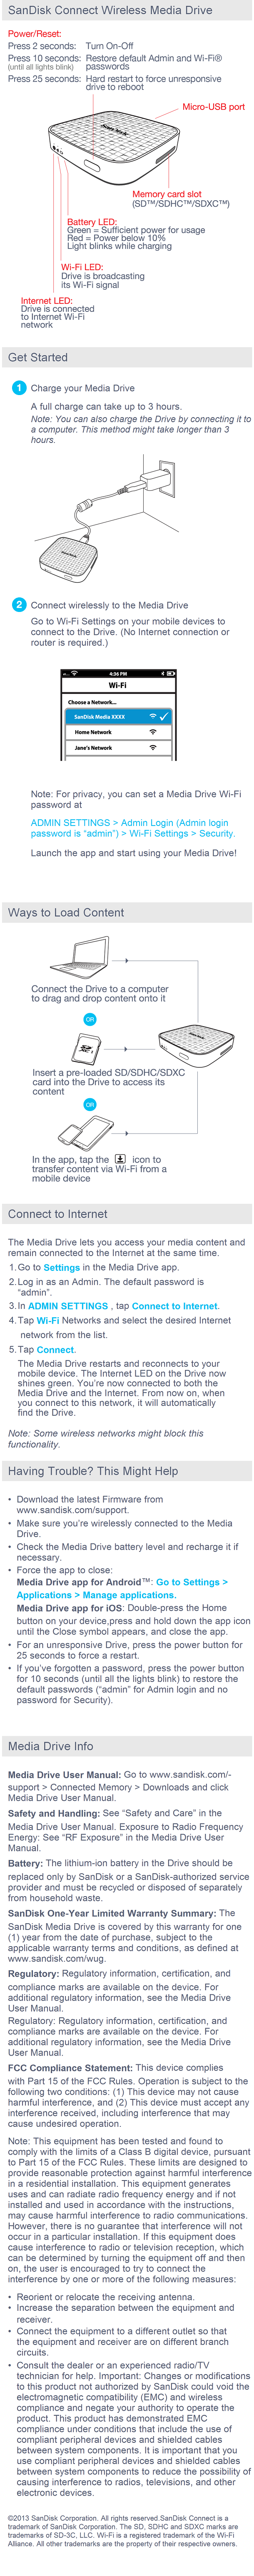 SanDisk Connect Wireless Media Drive
Power/Reset:
Press 2 seconds: Turn On-Off
Press 10 seconds: Restore default Admin and Wi-Fi®
(until all lights blink) passwords
Press 25 seconds: Hard restart to force unresponsive
drive to reboot
Micro-USB port
SanDisk
Memory card slot
(SD™/SDHC™/SDXC™)
Battery LED:
Green = Sufficient power for usage
Red = Power below 10%
Light blinks while charging
Wi-Fi LED:
Drive is broadcasting
its Wi-Fi signal
Internet LED:
Drive is connected
to Internet Wi-Fi
network
Get Started
1 Charge your Media Drive
A full charge can take up to 3 hours.
Note: You can also charge the Drive by connecting it to
a computer. This method might take longer than 3
hours.
SanDisk
2 Connect wirelessly to the Media Drive
Go to Wi-Fi Settings on your mobile devices to
connect to the Drive. (No Internet connection or
router is required.)
4:36 PM
Wi-Fi
Choose a Network...
SanDisk Media XXXX
Home Network
Jane's Network
Note: For privacy, you can set a Media Drive Wi-Fi
password at
ADMIN SETTINGS > Admin Login (Admin login
password is “admin”) > Wi-Fi Settings > Security.
Launch the app and start using your Media Drive!
Ways to Load Content
Connect the Drive to a computer
to drag and drop content onto it
OR
SanDisk
Insert a pre-loaded SD/SDHC/SDXC
card into the Drive to access its
content
OR
In the app, tap the icon to
transfer content via Wi-Fi from a
mobile device
Connect to Internet
The Media Drive lets you access your media content and
remain connected to the Internet at the same time.
1. Go to Settings in the Media Drive app.
2. Log in as an Admin. The default password is
“admin”.
3. In ADMIN SETTINGS , tap Connect to Internet.
4. Tap Wi-Fi Networks and select the desired Internet
network from the list.
5. Tap Connect.
The Media Drive restarts and reconnects to your
mobile device. The Internet LED on the Drive now
shines green. You're now connected to both the
Media Drive and the Internet. From now on, when
you connect to this network, it will automatically
find the Drive.
Note: Some wireless networks might block this
functionality.
Having Trouble? This Might Help
• Download the latest Firmware from
www.sandisk.com/support.
• Make sure you're wirelessly connected to the Media
Drive.
• Check the Media Drive battery level and recharge it if
necessary.
• Force the app to close:
Media Drive app for Android™: Go to Settings >
Applications > Manage applications.
Media Drive app for iOS: Double-press the Home
button on your device,press and hold down the app icon
until the Close symbol appears, and close the app.
• For an unresponsive Drive, press the power button for
25 seconds to force a restart.
• If you've forgotten a password, press the power button
for 10 seconds (until all the lights blink) to restore the
default passwords (“admin” for Admin login and no
password for Security).
Media Drive Info
Media Drive User Manual: Go to www.sandisk.com/-
support > Connected Memory > Downloads and click
Media Drive User Manual.
Safety and Handling: See “Safety and Care” in the
Media Drive User Manual. Exposure to Radio Frequency
Energy: See “RF Exposure” in the Media Drive User
Manual.
Battery: The lithium-ion battery in the Drive should be
replaced only by SanDisk or a SanDisk-authorized service
provider and must be recycled or disposed of separately
from household waste.
SanDisk One-Year Limited Warranty Summary: The
SanDisk Media Drive is covered by this warranty for one
(1) year from the date of purchase, subject to the
applicable warranty terms and conditions, as defined at
www.sandisk.com/wug.
Regulatory: Regulatory information, certification, and
compliance marks are available on the device. For
additional regulatory information, see the Media Drive
User Manual.
Regulatory: Regulatory information, certification, and
compliance marks are available on the device. For
additional regulatory information, see the Media Drive
User Manual.
FCC Compliance Statement: This device complies
with Part 15 of the FCC Rules. Operation is subject to the
following two conditions: (1) This device may not cause
harmful interference, and (2) This device must accept any
interference received, including interference that may
cause undesired operation.
Note: This equipment has been tested and found to
comply with the limits of a Class B digital device, pursuant
to Part 15 of the FCC Rules. These limits are designed to
provide reasonable protection against harmful interference
in a residential installation. This equipment generates
uses and can radiate radio frequency energy and if not
installed and used in accordance with the instructions,
may cause harmful interference to radio communications.
However, there is no guarantee that interference will not
occur in a particular installation. If this equipment does
cause interference to radio or television reception, which
can be determined by turning the equipment off and then
on, the user is encouraged to try to connect the
interference by one or more of the following measures:
• Reorient or relocate the receiving antenna.
• Increase the separation between the equipment and
receiver.
• Connect the equipment to a different outlet so that
the equipment and receiver are on different branch
circuits.
• Consult the dealer or an experienced radio/TV
technician for help. Important: Changes or modifications
to this product not authorized by SanDisk could void the
electromagnetic compatibility (EMC) and wireless
compliance and negate your authority to operate the
product. This product has demonstrated EMC
compliance under conditions that include the use of
compliant peripheral devices and shielded cables
between system components. It is important that you
use compliant peripheral devices and shielded cables
between system components to reduce the possibility of
causing interference to radios, televisions, and other
electronic devices.
©2013 SanDisk Corporation. All rights reserved.SanDisk Connect is a
trademark of SanDisk Corporation. The SD, SDHC and SDXC marks are
trademarks of SD-3C, LLC. Wi-Fi is a registered trademark of the Wi-Fi
Alliance. All other trademarks are the property of their respective owners.